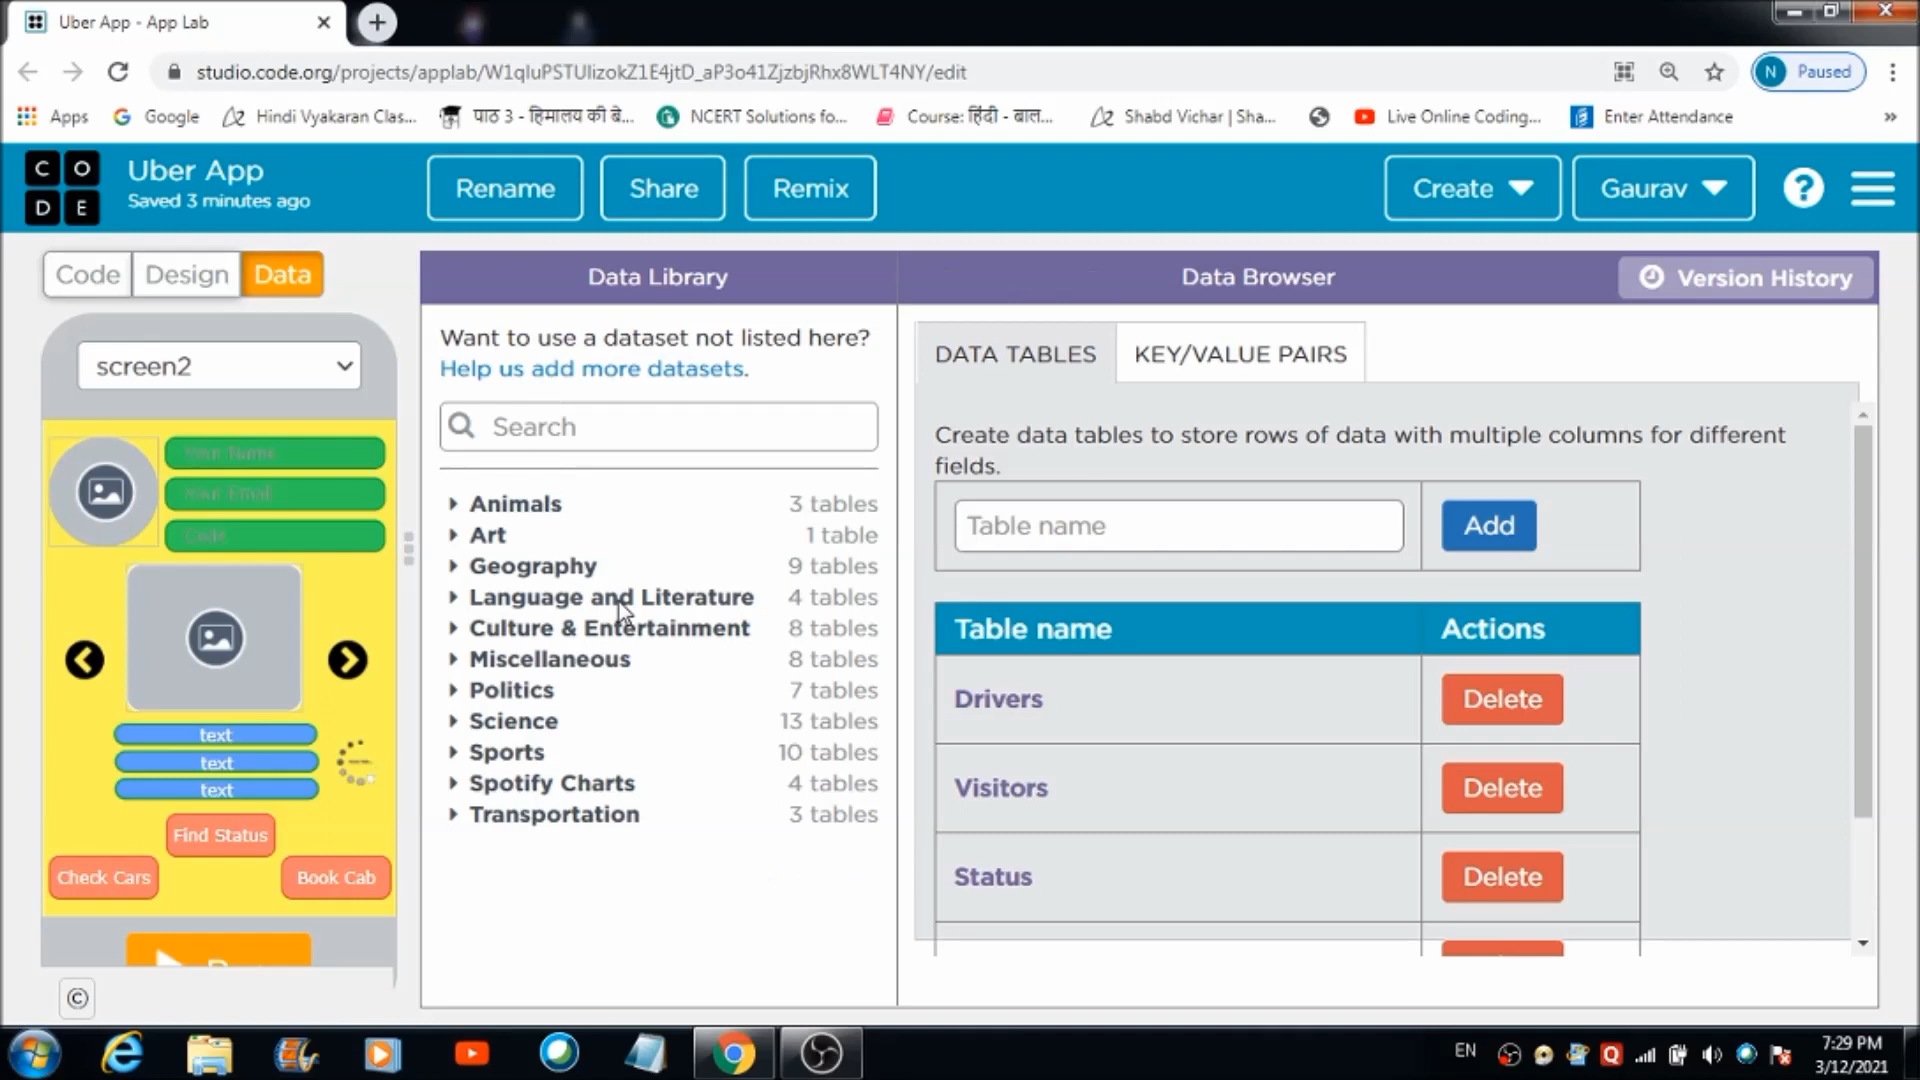 Uber App - App Lab
studio.code.org/projects/applab/W1qIuPSTUIizokZ1E4jtD_aP3o41ZjzbjRhx8WLT4NY/edit
N Paused
Apps
Google
Hindi Vyakaran Clas...
पाठ 3 - हिमालय की बे...
NCERT Solutions fo...
Course: हिंदी - बाल...
Shabd Vichar | Sha...
Live Online Coding...
Enter Attendance
»
C O
D E
Uber App
Saved 3 minutes ago
Rename
Share
Remix
Create
Gaurav
?
Code
Design
Data
Data Library
Data Browser
Version History
screen2
Your Name
Your Email
Code
text
text
text
Find Status
Check Cars
Book Cab
©
Want to use a dataset not listed here?
Help us add more datasets.
Search
Animals 3 tables
Art 1 table
Geography 9 tables
Language and Literature 4 tables
Culture & Entertainment 8 tables
Miscellaneous 8 tables
Politics 7 tables
Science 13 tables
Sports 10 tables
Spotify Charts 4 tables
Transportation 3 tables
DATA TABLES
KEY/VALUE PAIRS
Create data tables to store rows of data with multiple columns for different
fields.
Table name
Add
Table name Actions
Drivers Delete
Visitors Delete
Status Delete
EN
7:29 PM
3/12/2021